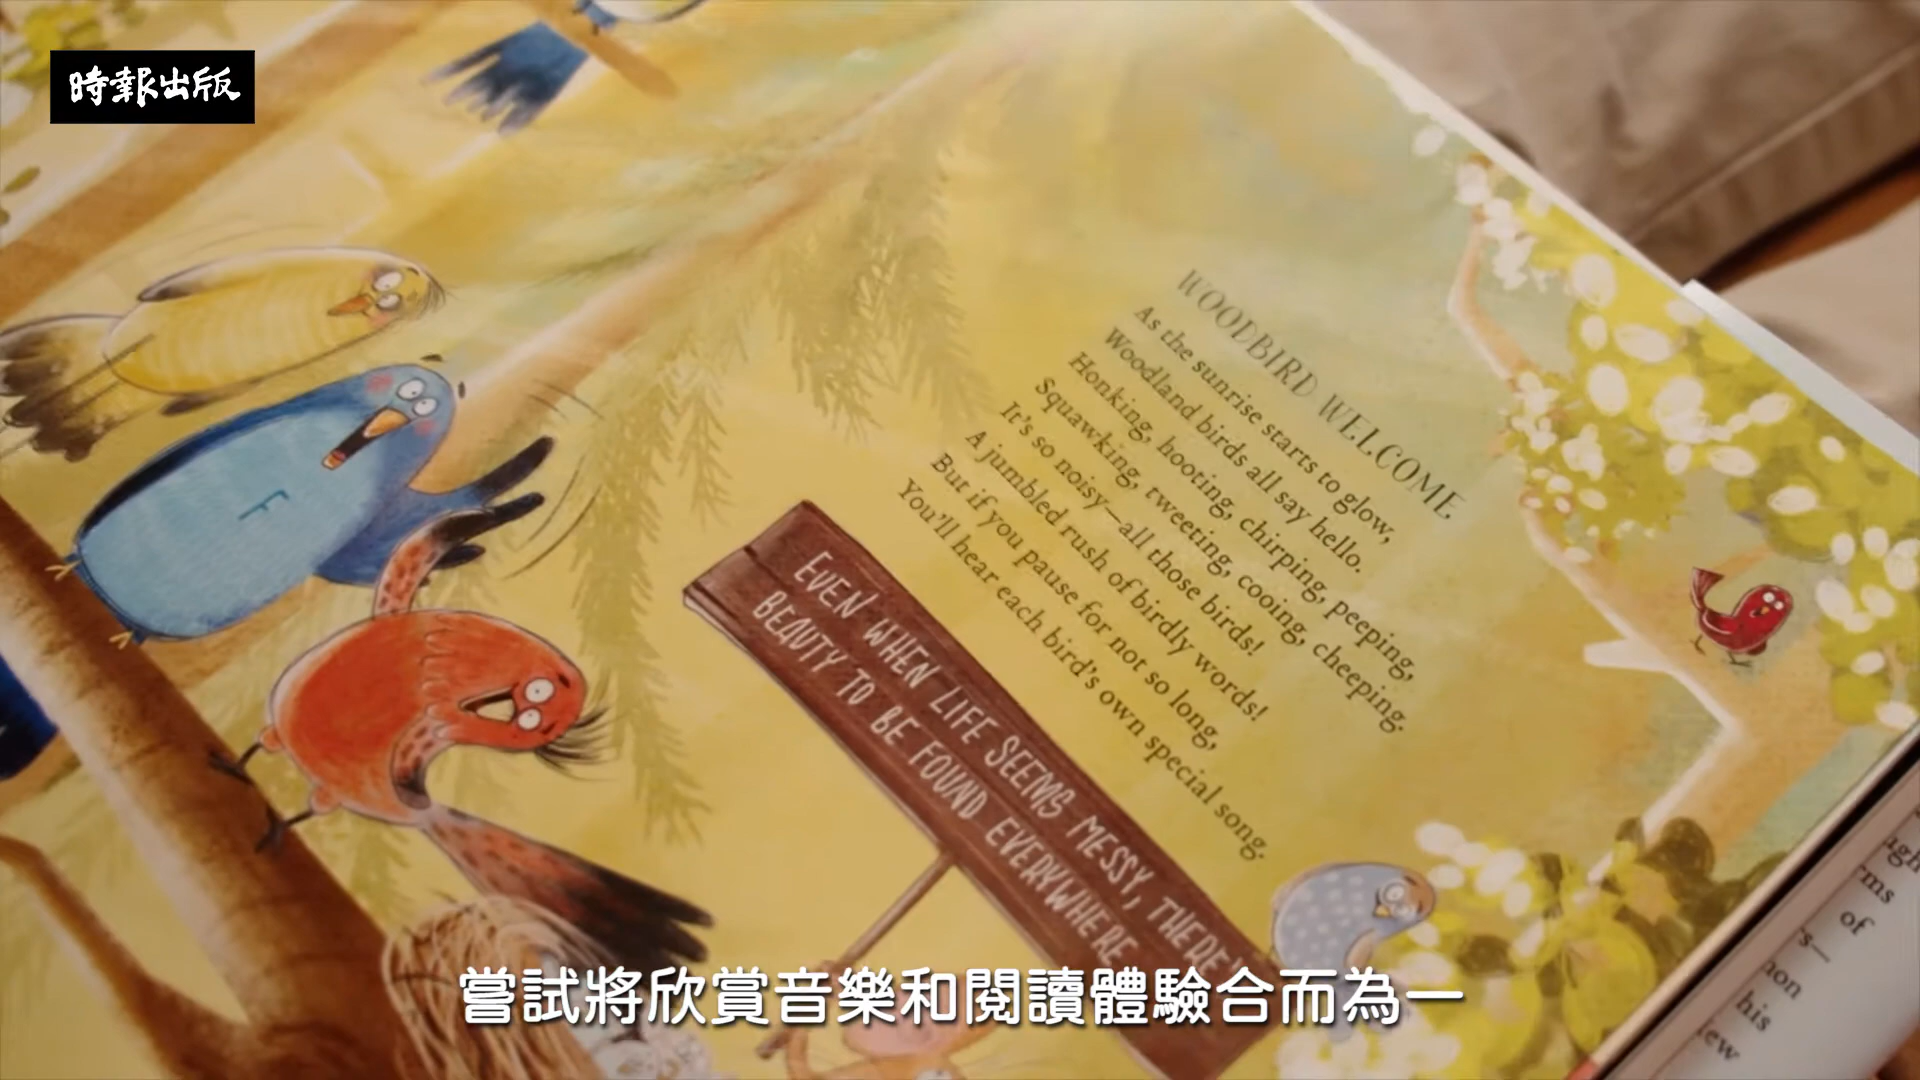 時報出版
WOODBIRD WELCOME
As the sunrise starts to glow,
Woodland birds all say hello.
Honking, hooting, chirping, peeping,
Squawking, tweeting, cooing, cheeping.
It's so noisy—all those birds!
A jumbled rush of birdly words!
But if you pause for not so long,
You'll hear each bird's own special song.
EVEN WHEN LIFE SEEMS MESSY, THERE'
BEAUTY TO BE FOUND EVERYWHERE
F
of
his
嘗試將欣賞音樂和閱讀體驗合而為一